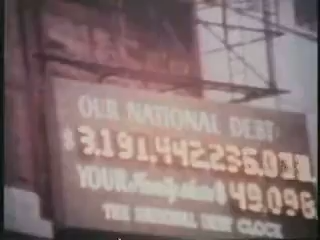 OUR NATIONAL DEBT:
$3,191,442,236,0
YOUR Family share $49,096
THE NATIONAL DEBT CLOCK